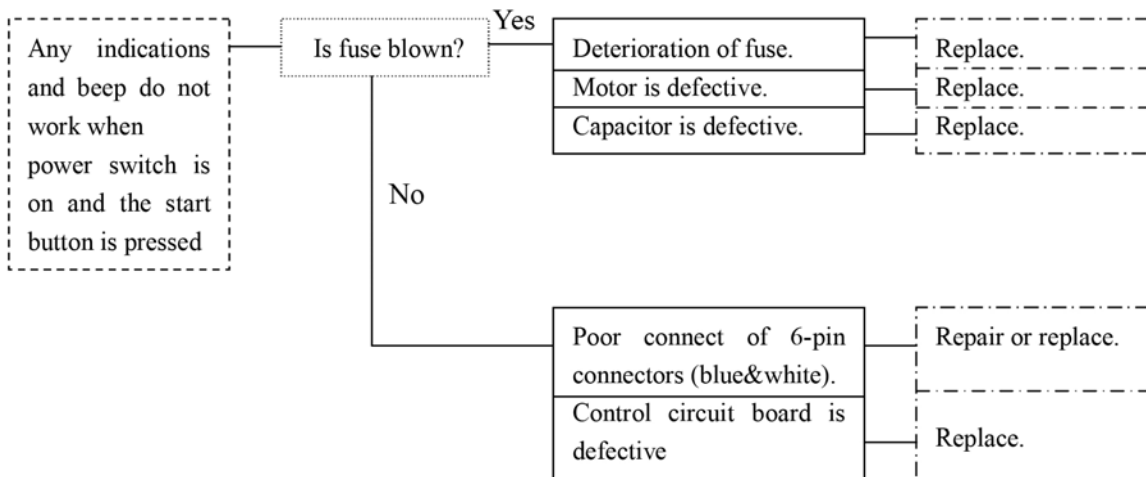 Any indications
and beep do not
work when
power switch is
on and the start
button is pressed
Is fuse blown?
Yes
Deterioration of fuse.
Replace.
Motor is defective.
Replace.
Capacitor is defective.
Replace.
No
Poor connect of 6-pin
connectors (blue&white).
Repair or replace.
Control circuit board is
defective
Replace.